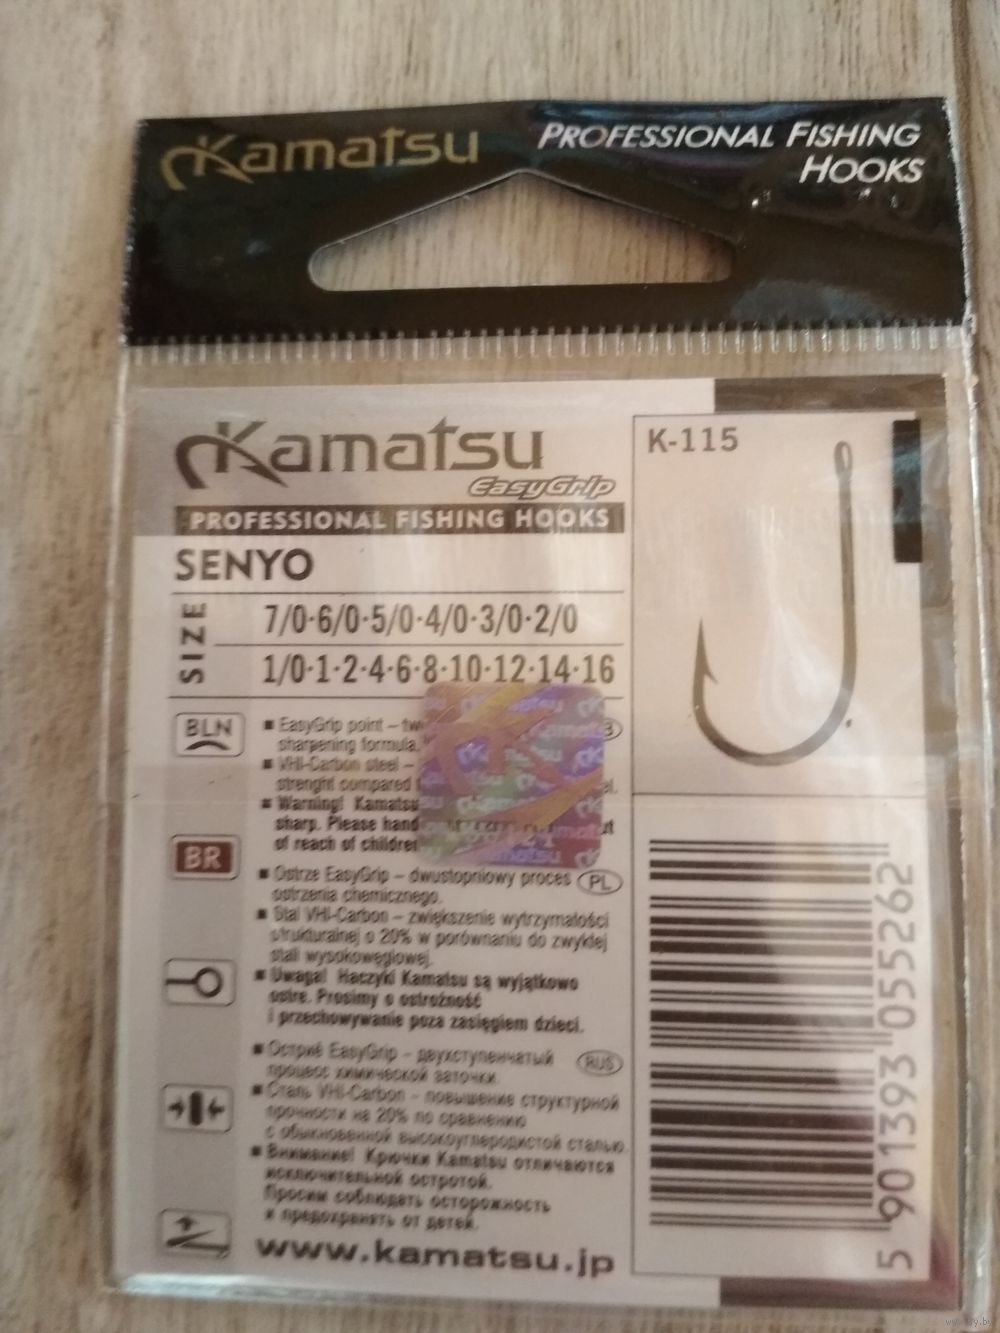 Kamatsu
PROFESSIONAL FISHING
HOOKS
Kamatsu
EasyGrip
PROFESSIONAL FISHING HOOKS
SENYO
SIZE
7/0·6/0·5/0·4/0·3/0·2/0
1/0·1·2·4·6·8·10·12·14·16
K-115
BLN
BR
■ EasyGrip point –
sharpening formula.
■ VHI-Carbon steel –
strenght compared
■ Warning! Kamatsu
sharp. Please hand
of reach of children
■ Ostrze EasyGrip – dwustopniowy proces
ostrzenia chemicznego.
PL
■ Stal VHI-Carbon – zwiększenie wytrzymałości
strukturalnej o 20% w porównaniu do zwykłej
stali wysokowęglowej.
■ Uwaga! Haczyki Kamatsu są wyjątkowo
ostre. Prosimy o ostrożność
i przechowywanie poza zasięgiem dzieci.
■ Остриё EasyGrip – двухступенчатый
процесс химической заточки.
RUS
■ Сталь VHI-Carbon – повышение структурной
прочности на 20% по сравнению
с обыкновенной высокоуглеродистой сталью.
■ Внимание! Крючки Kamatsu отличаются
исключительной остротой.
Просим соблюдать осторожность
и предохранять от детей.
www.kamatsu.jp
5 901393 055262